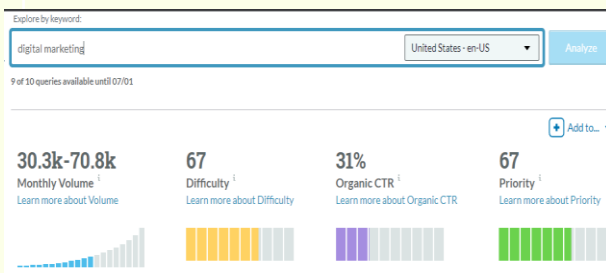 Explore by keyword:
digital marketing United States - en-US Analyze
9 of 10 queries available until 07/01
Add to...
30.3k-70.8k 67 31% 67
Monthly Volume i Difficulty i Organic CTR i Priority i
Learn more about Volume Learn more about Difficulty Learn more about Organic CTR Learn more about Priority